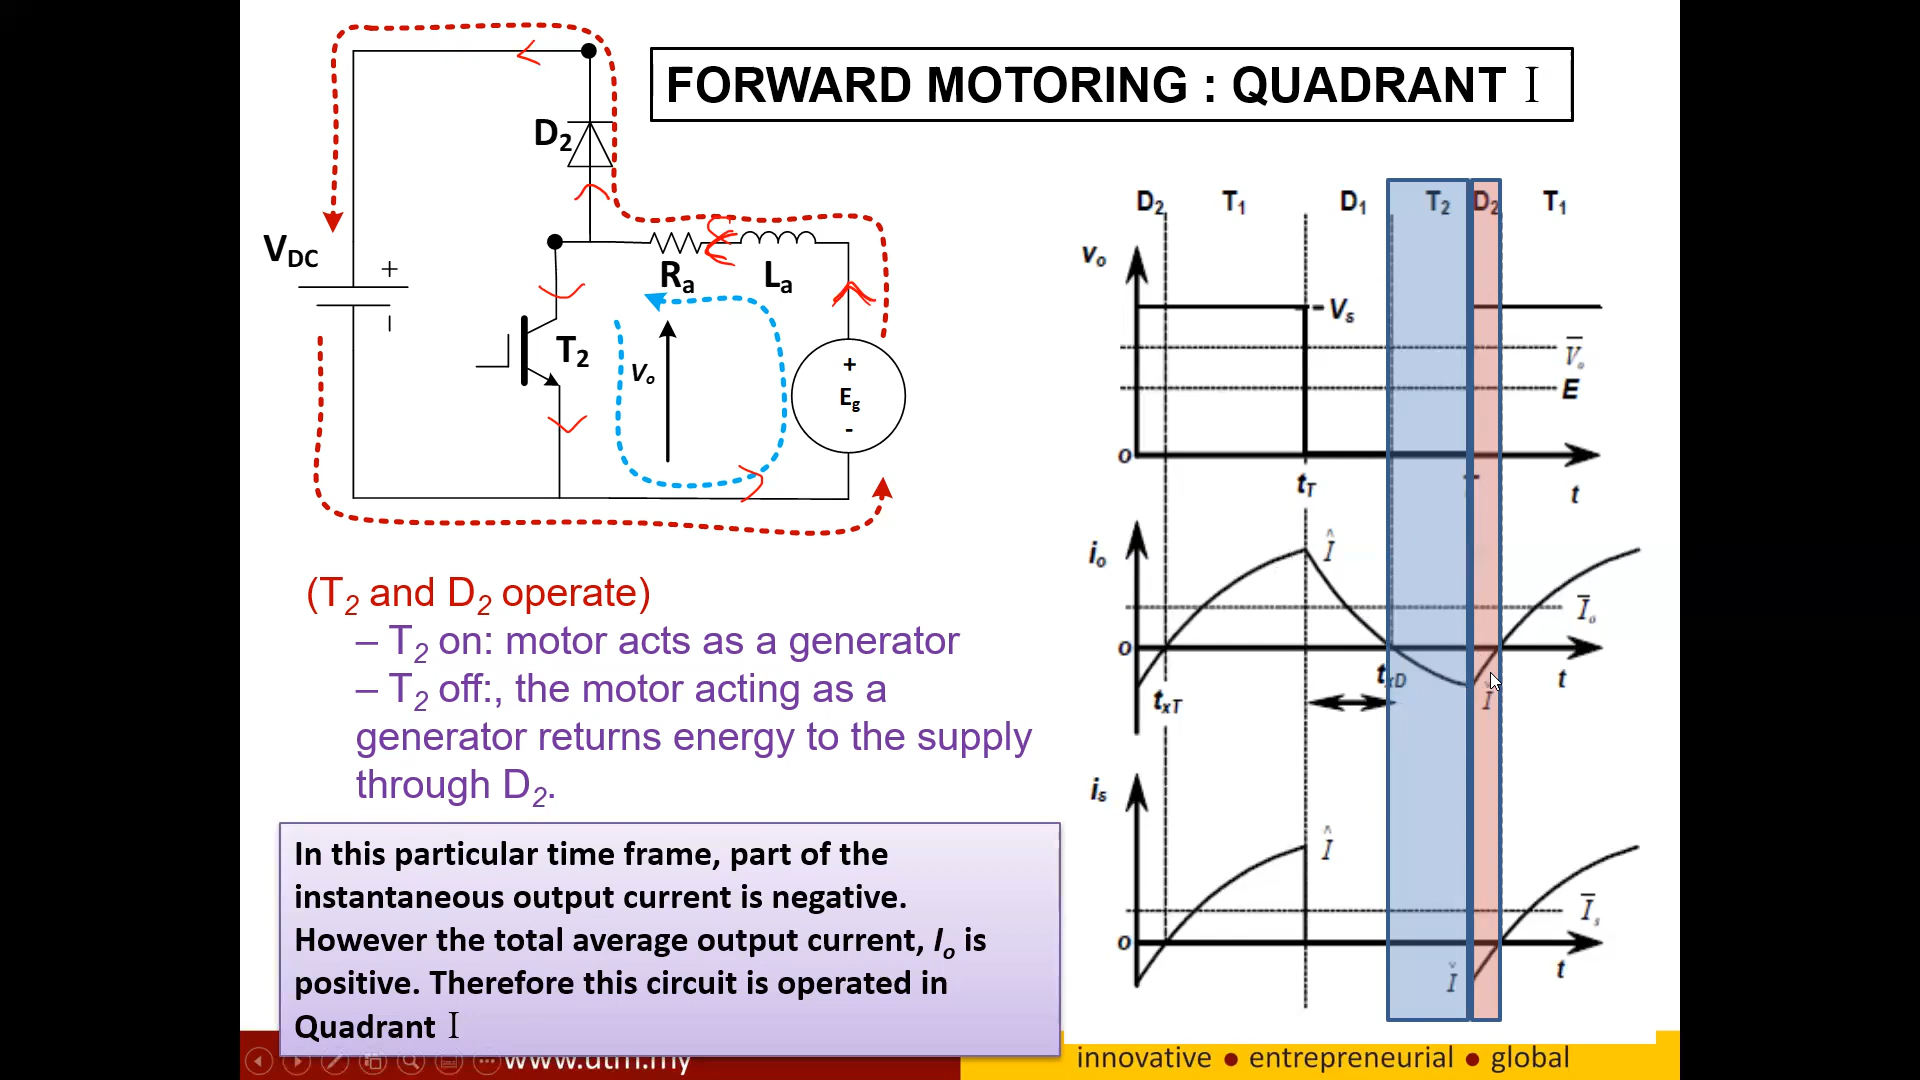 FORWARD MOTORING : QUADRANT I
D2
VDC
+
Ra
La
T2
Vo
+
Eg
-
(T2 and D2 operate)
– T2 on: motor acts as a generator
– T2 off:, the motor acting as a
generator returns energy to the supply
through D2.
In this particular time frame, part of the
instantaneous output current is negative.
However the total average output current, Io is
positive. Therefore this circuit is operated in
Quadrant I
D2 T1 D1 T2 D2 T1
vo
Vs
V̅o
E
0
tT
t
io
Î
I̅o
0
txD
t
txT
Ǐ
is
Î
I̅s
0
Ǐ
t
www.utm.my
innovative ● entrepreneurial ● global